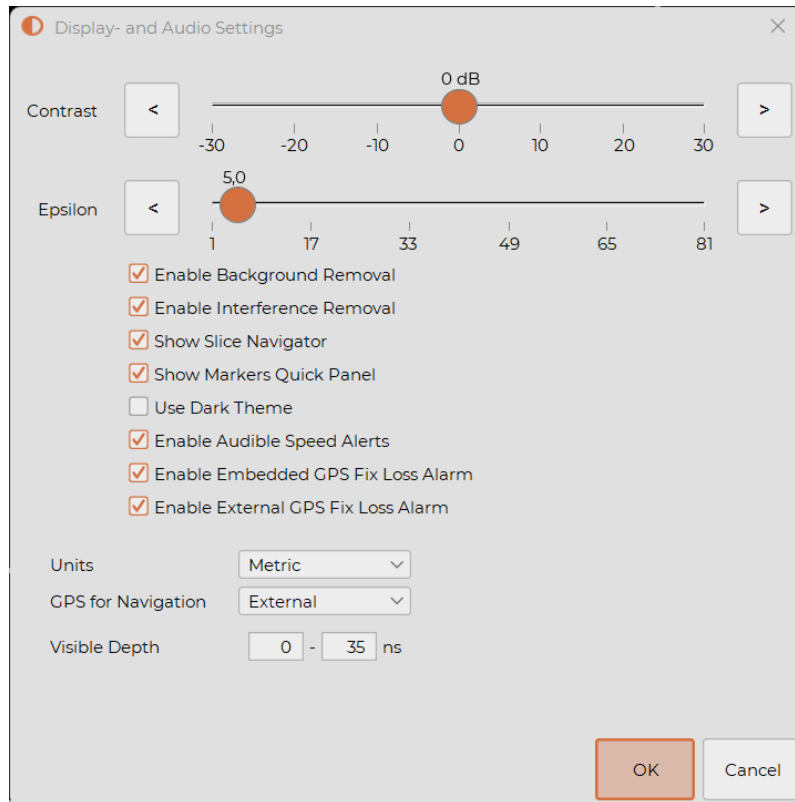 Display- and Audio Settings
0 dB
Contrast < >
-30 -20 -10 0 10 20 30
5,0
Epsilon < >
1 17 33 49 65 81
Enable Background Removal
Enable Interference Removal
Show Slice Navigator
Show Markers Quick Panel
Use Dark Theme
Enable Audible Speed Alerts
Enable Embedded GPS Fix Loss Alarm
Enable External GPS Fix Loss Alarm
Units Metric
GPS for Navigation External
Visible Depth 0 - 35 ns
OK Cancel